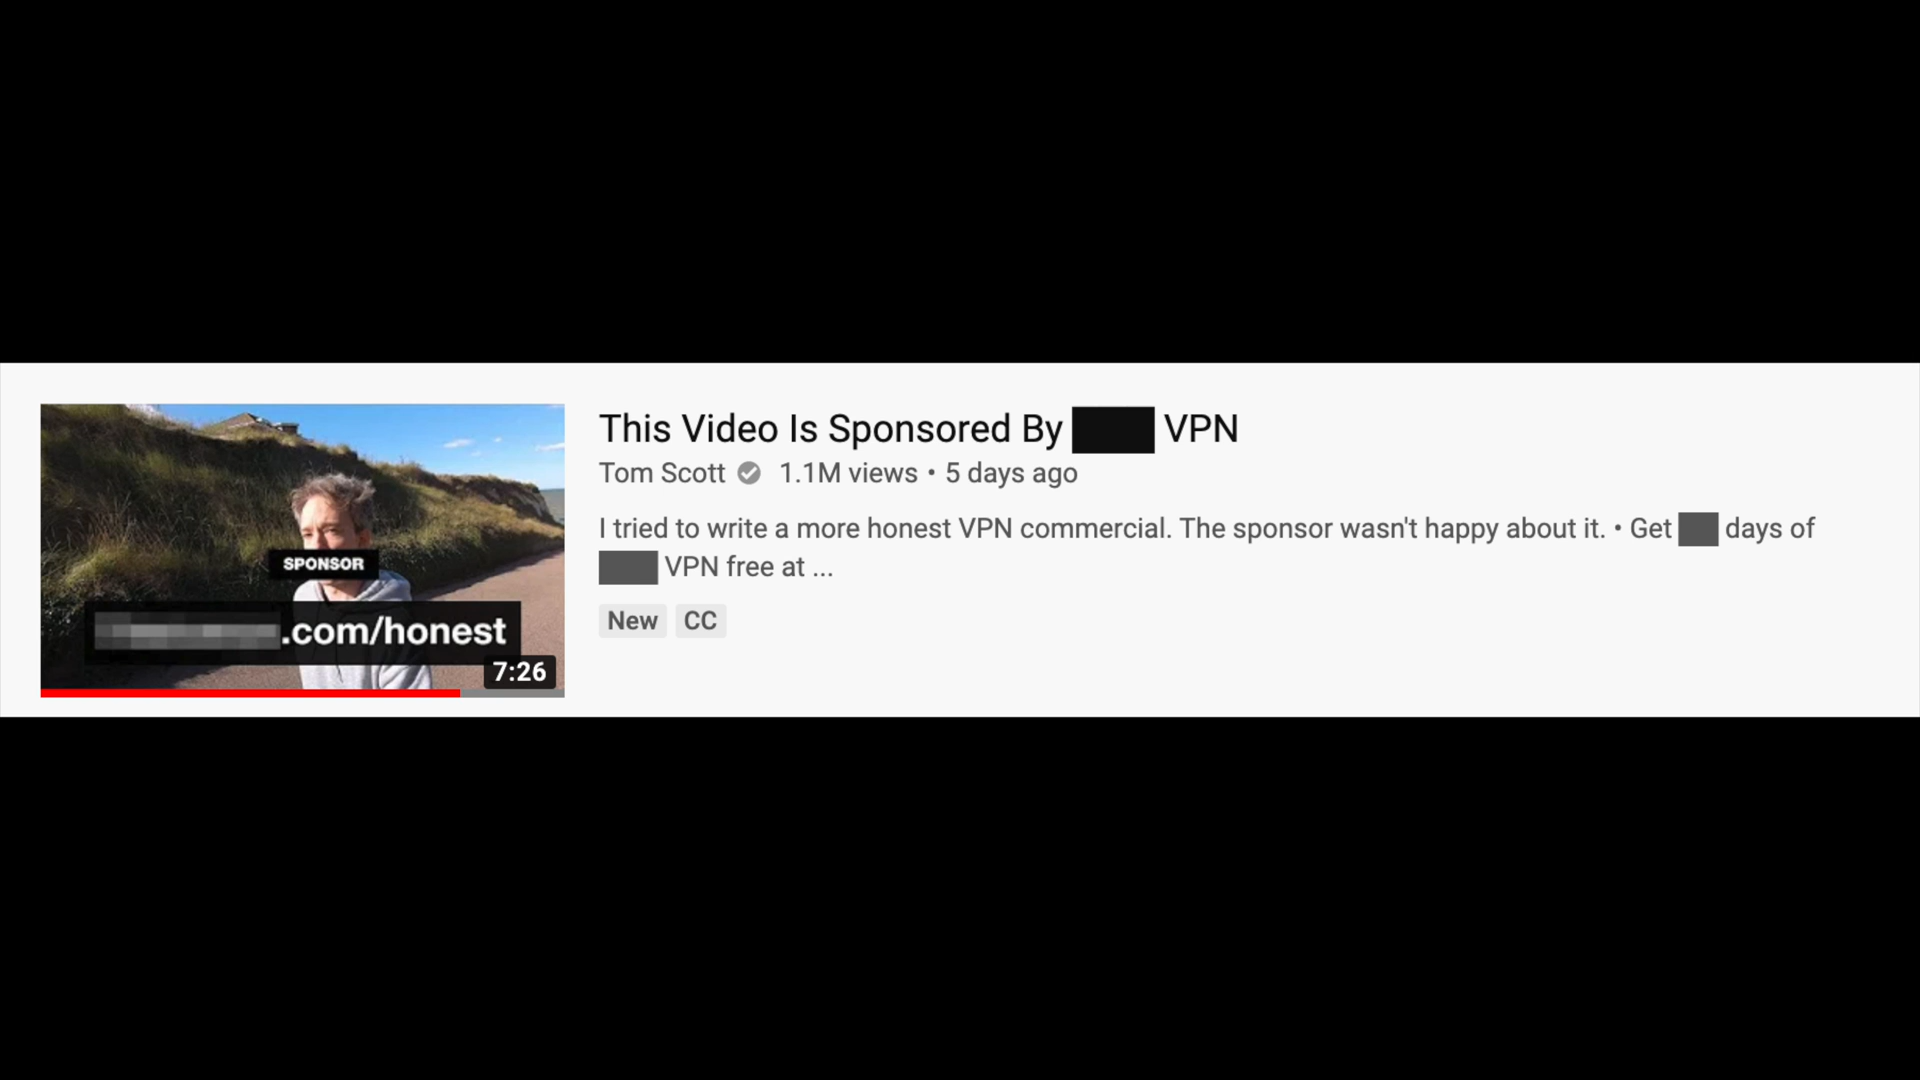 This Video Is Sponsored By ████ VPN
Tom Scott 1.1M views • 5 days ago
I tried to write a more honest VPN commercial. The sponsor wasn't happy about it. • Get ██ days of
███ VPN free at ...
New CC
SPONSOR
.com/honest
7:26